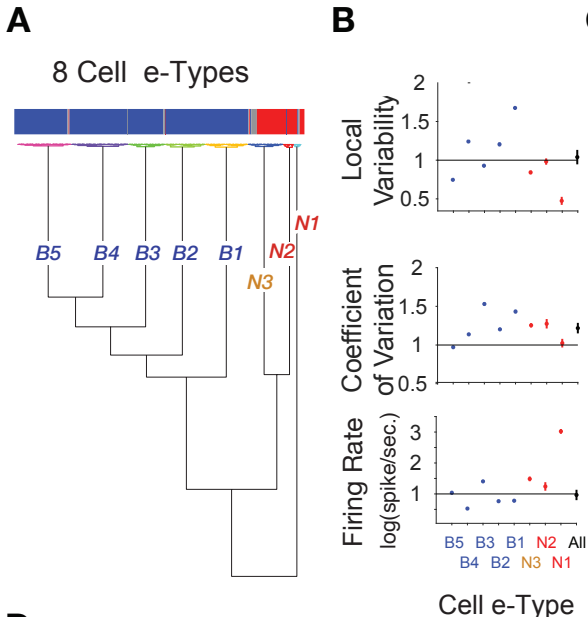 A
8 Cell e-Types
B5
B4
B3
B2
B1
N3
N2
N1
B
Local
Variability
2
1.5
1
0.5
Coefficient
of Variation
2
1.5
1
0.5
Firing Rate
log(spike/sec.)
3
2
1
B5 B3 B1 N2 All
B4 B2 N3 N1
Cell e-Type